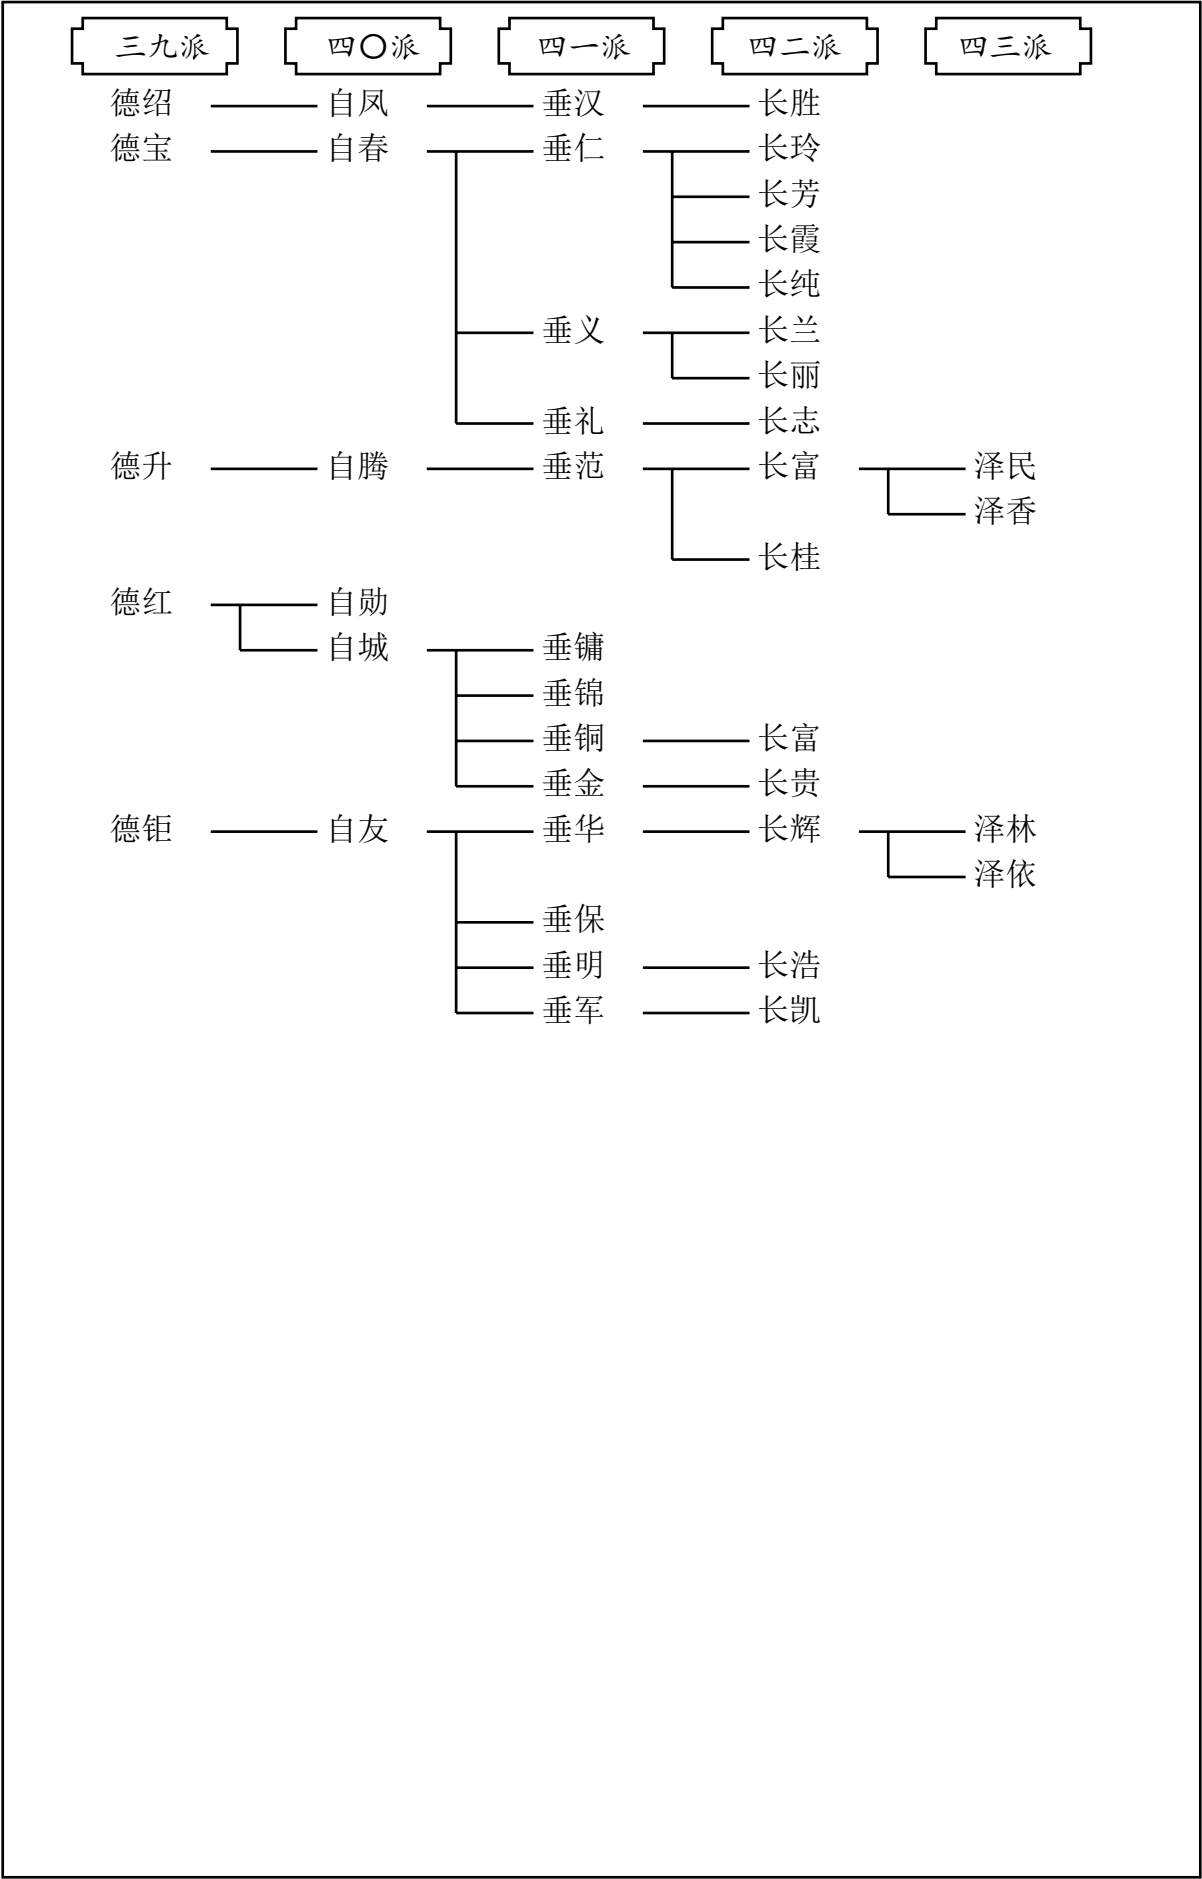 三九派 四〇派 四一派 四二派 四三派
德绍 自凤 垂汉 长胜
德宝 自春 垂仁 长玲
长芳
长霞
长纯
垂义 长兰
长丽
垂礼 长志
德升 自腾 垂范 长富 泽民
泽香
长桂
德红 自勋
自城 垂镛
垂锦
垂铜 长富
垂金 长贵
德钜 自友 垂华 长辉 泽林
泽依
垂保
垂明 长浩
垂军 长凯